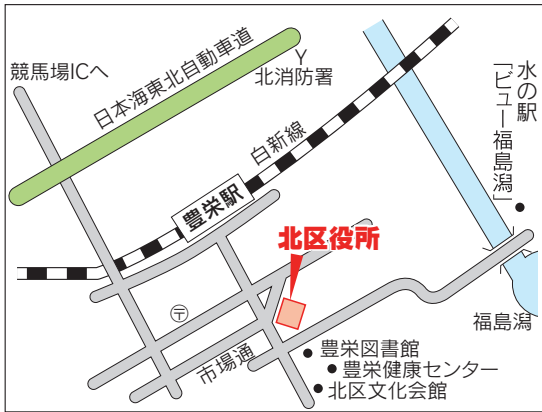 競馬場ICへ
日本海東北自動車道
Y
北消防署
水の駅
「ビュー福島潟」
白新線
豊栄駅
北区役所
〒
市場通
福島潟
豊栄図書館
豊栄健康センター
北区文化会館